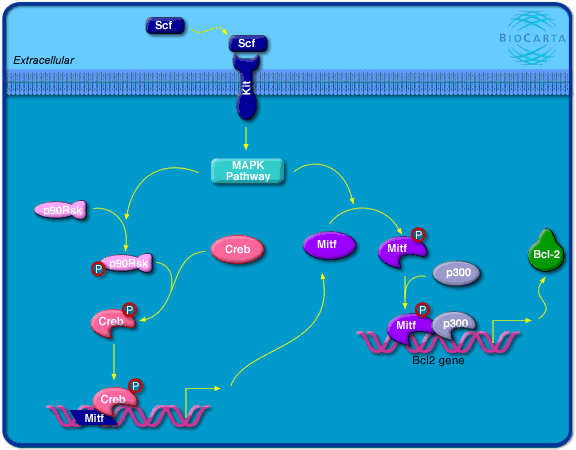 Scf
Scf
BIOCARTA
Extracellular
Kit
MAPK
Pathway
p90Rsk
P
p90Rsk
Creb
Mitf
P
Mitf
Bcl-2
p300
P
Creb
P
Mitf
p300
Bcl2 gene
P
Creb
Mitf